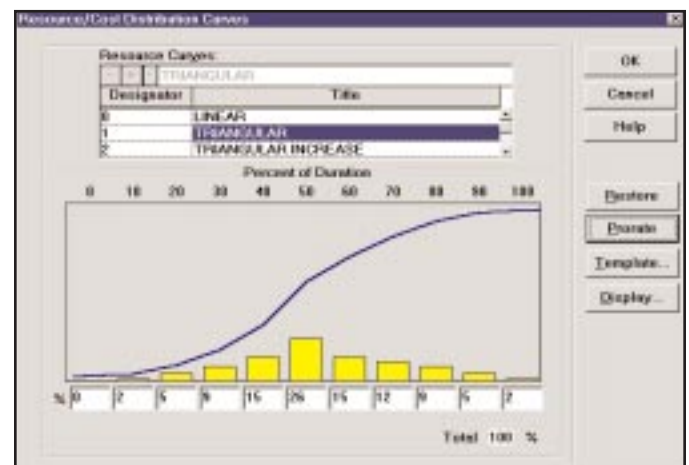 Resource/Cost Distribution Curves
Resource Curves:
TRIANGULAR
Designator Title
0 LINEAR
1 TRIANGULAR
2 TRIANGULAR INCREASE
Percent of Duration
0 10 20 30 40 50 60 70 80 90 100
% 0 2 5 9 15 26 15 12 9 5 2
Total 100 %
OK
Cancel
Help
Restore
Prorate
Template...
Display...